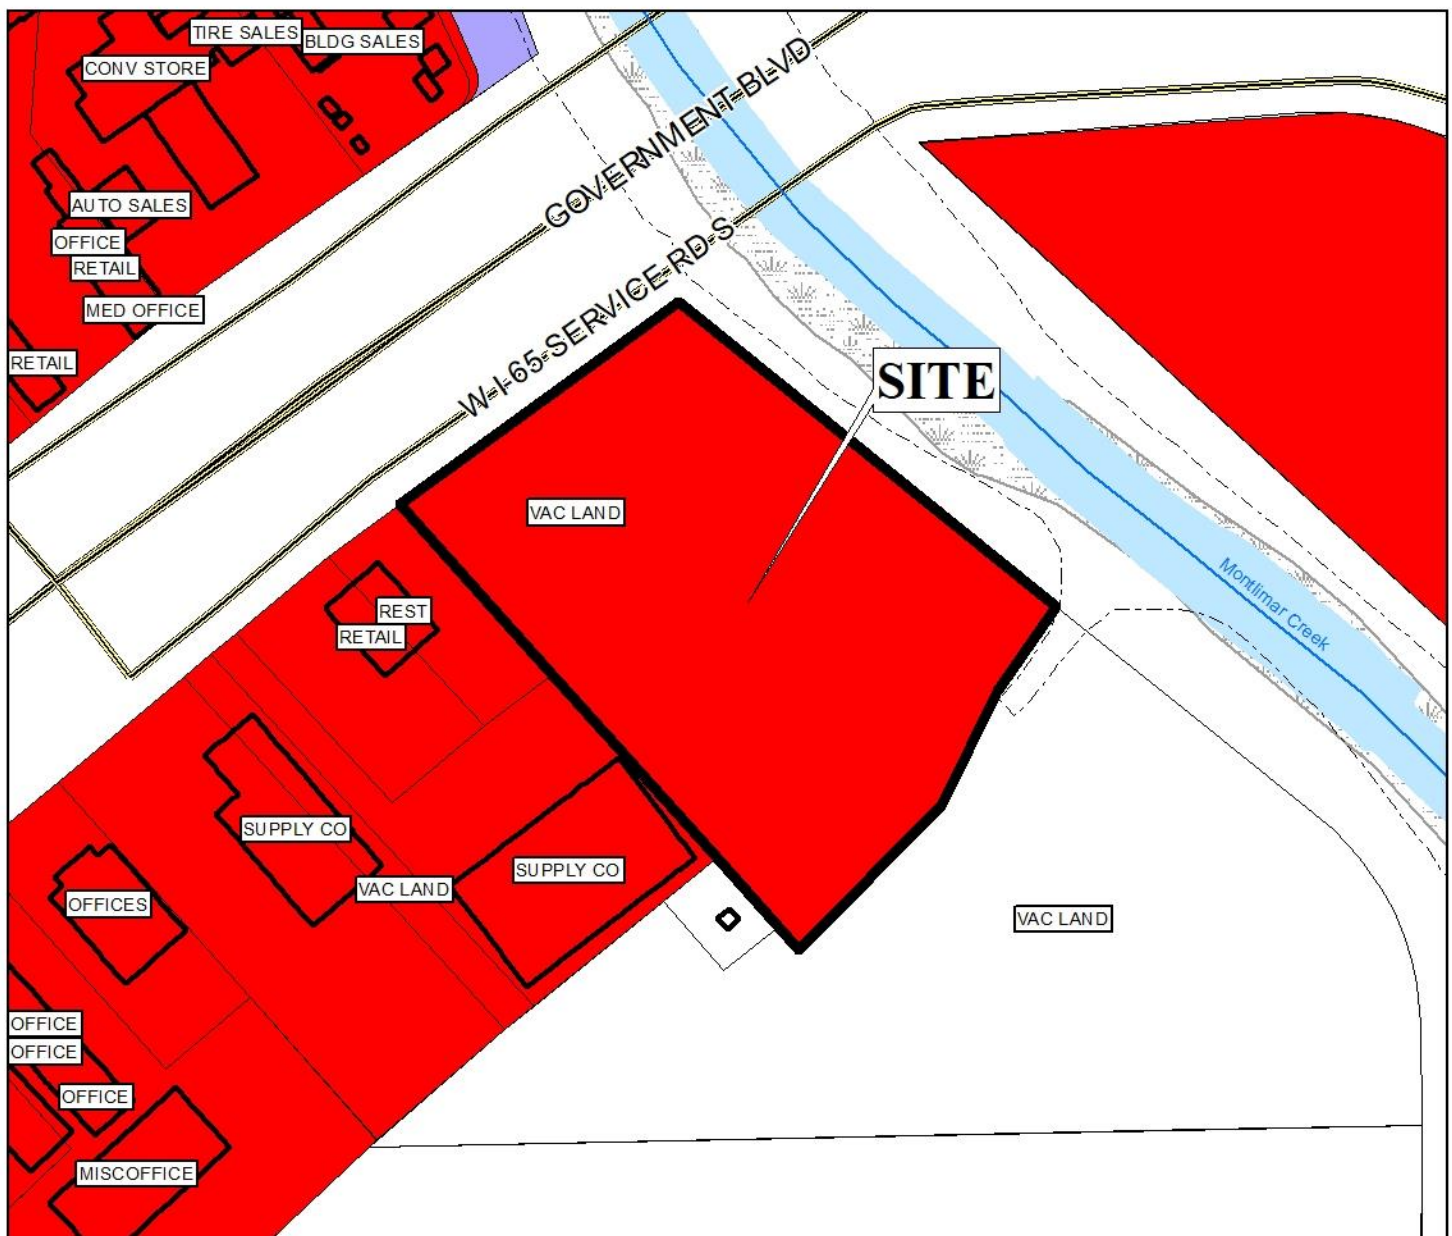 TIRE SALES
BLDG SALES
CONV STORE
GOVERNMENT BLVD
AUTO SALES
OFFICE
RETAIL
MED OFFICE
W I-65 SERVICE RD S
RETAIL
SITE
VAC LAND
REST
RETAIL
Montlimar Creek
SUPPLY CO
SUPPLY CO
VAC LAND
OFFICES
VAC LAND
OFFICE
OFFICE
OFFICE
MISCOFFICE